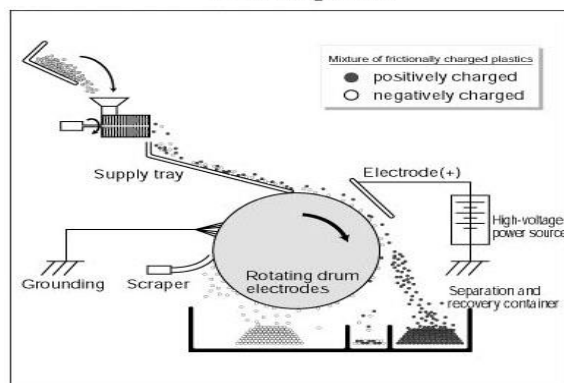 Mixture of frictionally charged plastics
positively charged
negatively charged
Supply tray
Electrode(+)
High-voltage
power source
Grounding
Scraper
Rotating drum
electrodes
Separation and
recovery container